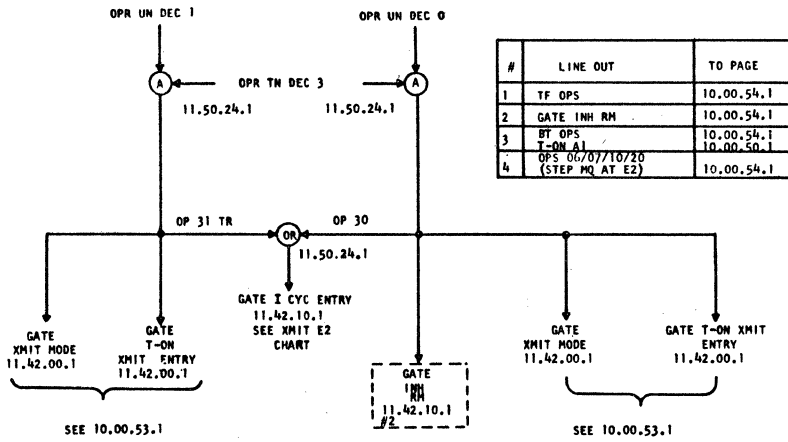 OPR UN DEC 1
OPR UN DEC 0
A
OPR TN DEC 3
A
11.50.24.1
11.50.24.1
# LINE OUT TO PAGE
1 TF OPS 10.00.54.1
2 GATE INH RM 10.00.54.1
3 BT OPS 10.00.54.1
T-ON A1 10.00.50.1
4 OPS 06/07/10/20
(STEP MQ AT E2) 10.00.54.1
OP 31 TR
OR
OP 30
11.50.24.1
GATE I CYC ENTRY
11.42.10.1
SEE XMIT E2
CHART
GATE
XMIT MODE
11.42.00.1
GATE
T-ON
XMIT ENTRY
11.42.00.1
GATE
INH
RM
11.42.10.1
#2
GATE
XMIT MODE
11.42.00.1
GATE T-ON XMIT
ENTRY
11.42.00.1
SEE 10.00.53.1
SEE 10.00.53.1